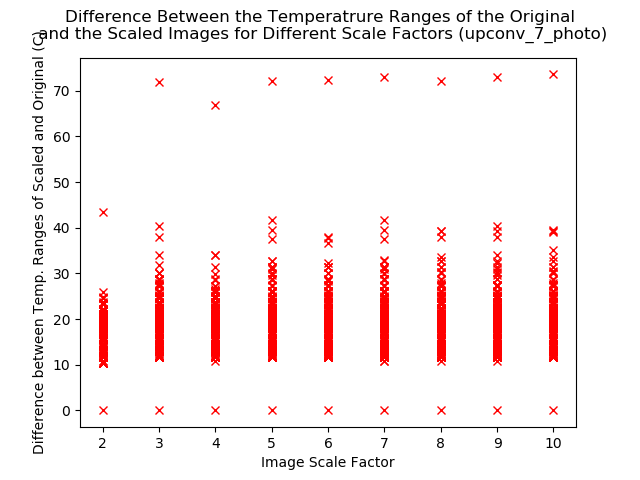 Difference Between the Temperatrure Ranges of the Original
and the Scaled Images for Different Scale Factors (upconv_7_photo)
Difference between Temp. Ranges of Scaled and Original (C)
70
60
50
40
30
20
10
0
2 3 4 5 6 7 8 9 10
Image Scale Factor